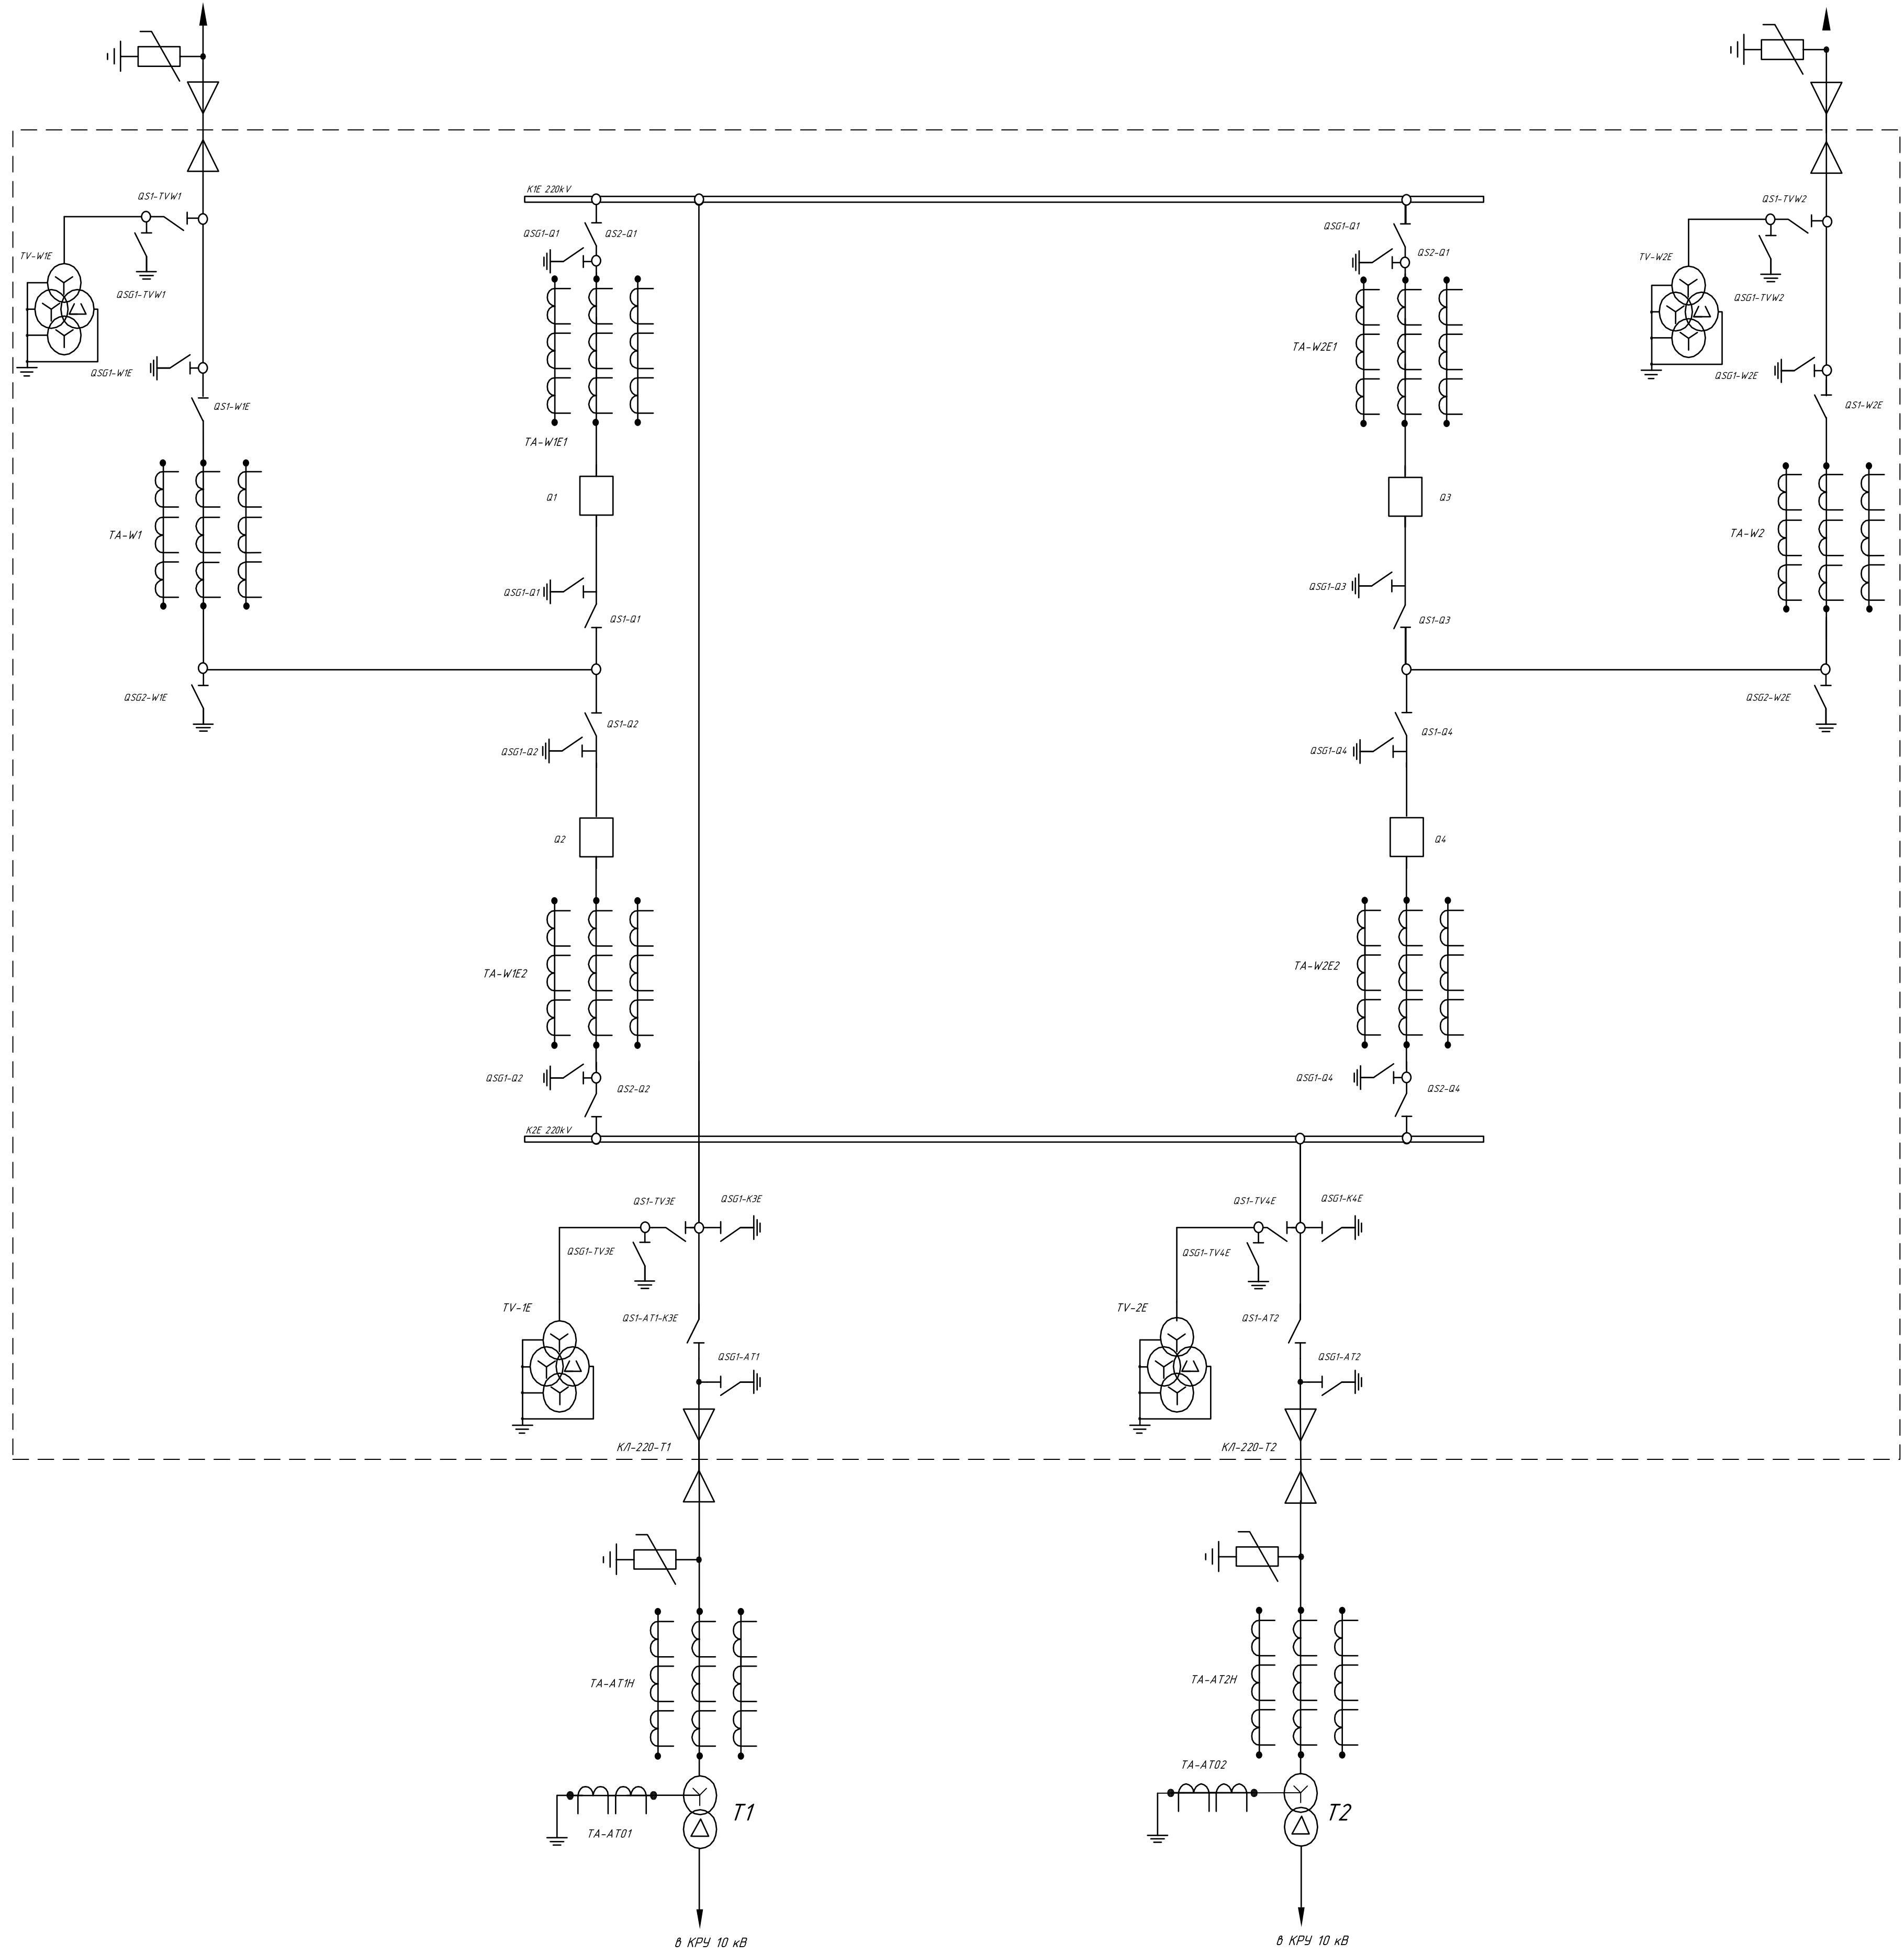 QS1-TVW1
K1E 220kV
QS1-TVW2
QSG1-Q1
QS2-Q1
QSG1-Q1
QS2-Q1
TV-W1E
TV-W2E
QSG1-TVW1
QSG1-TVW2
TA-W2E1
QSG1-W1E
QSG1-W2E
QS1-W1E
QS1-W2E
TA-W1E1
Q1
Q3
TA-W1
TA-W2
QSG1-Q1
QSG1-Q3
QS1-Q1
QS1-Q3
QSG2-W1E
QSG2-W2E
QS1-Q2
QS1-Q4
QSG1-Q2
QSG1-Q4
Q2
Q4
TA-W1E2
TA-W2E2
QSG1-Q2
QSG1-Q4
QS2-Q2
QS2-Q4
K2E 220kV
QS1-TV3E
QSG1-K3E
QS1-TV4E
QSG1-K4E
QSG1-TV3E
QSG1-TV4E
TV-1E
TV-2E
QS1-AT1-K3E
QS1-AT2
QSG1-AT1
QSG1-AT2
КЛ-220-Т1
КЛ-220-Т2
TA-AT1H
TA-AT2H
TA-AT02
T1
T2
TA-AT01
в КРУ 10 кВ
в КРУ 10 кВ